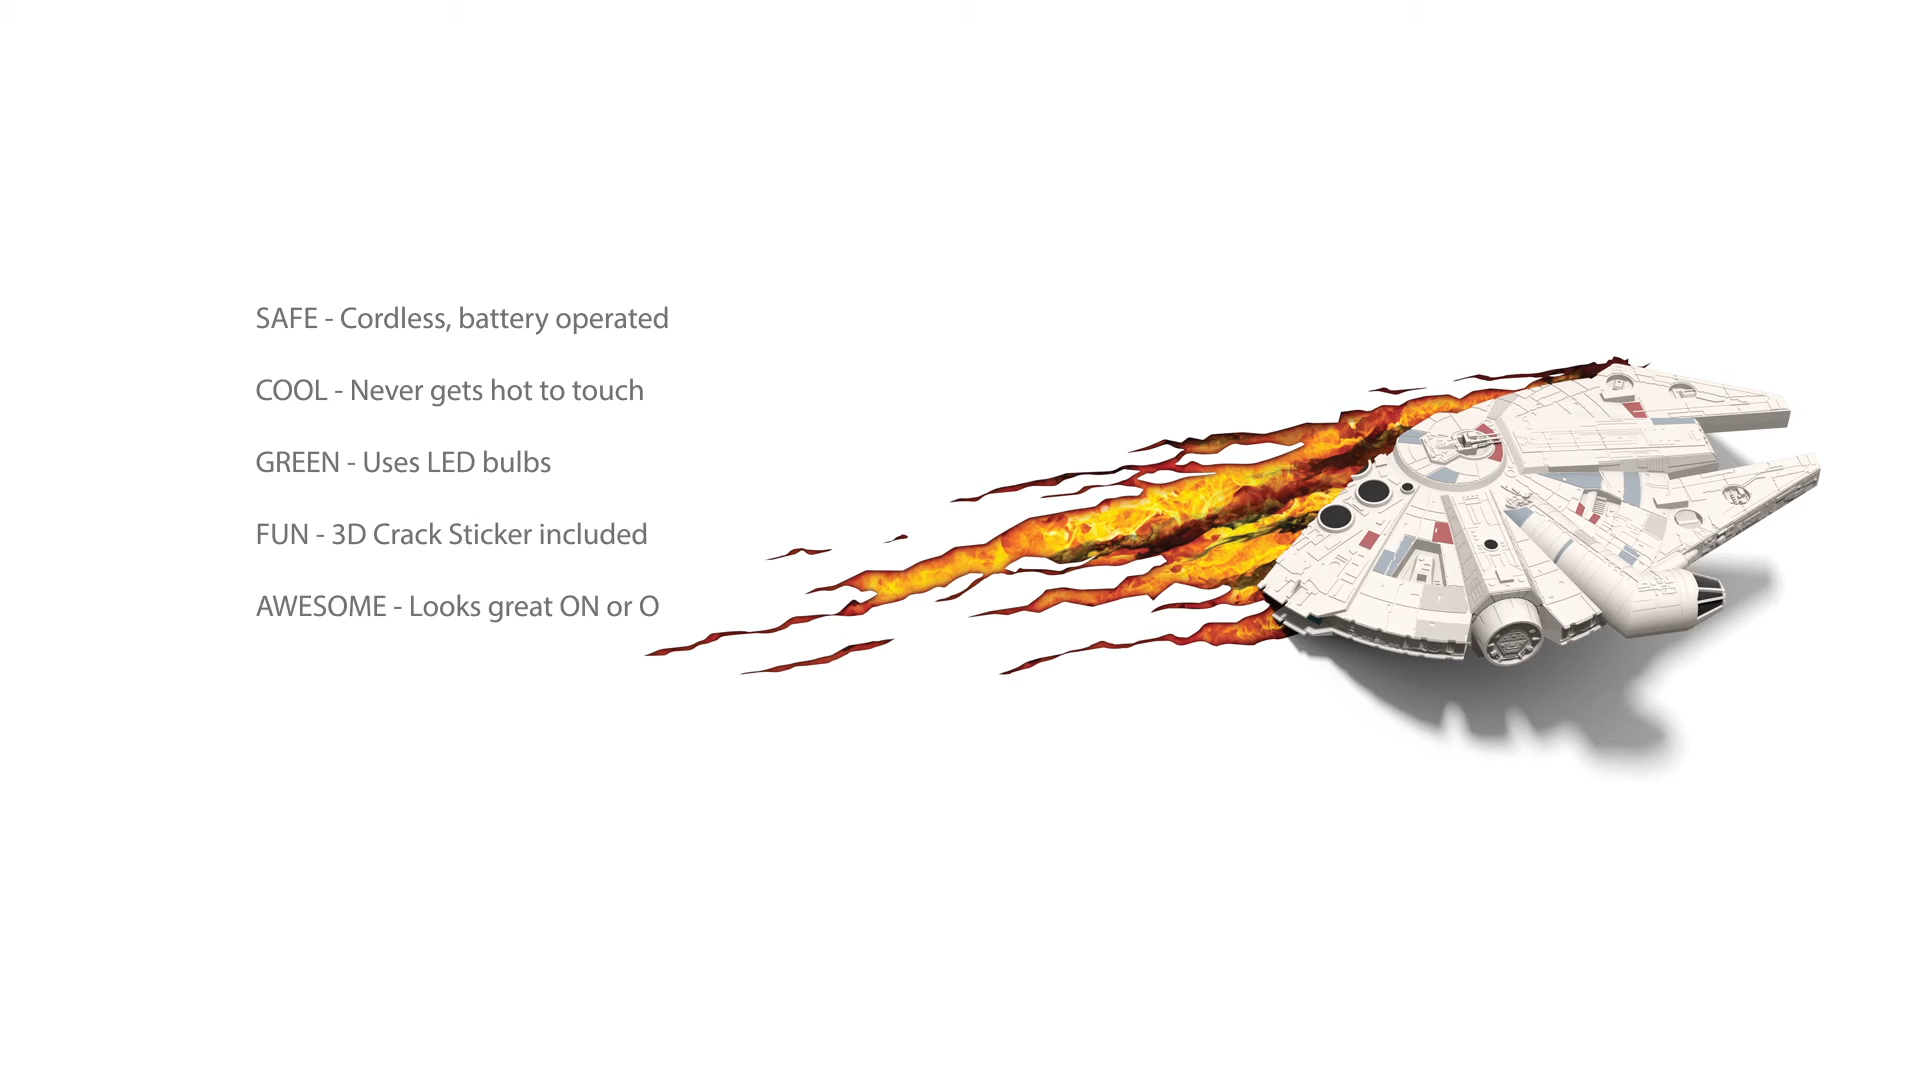 SAFE - Cordless, battery operated
COOL - Never gets hot to touch
GREEN - Uses LED bulbs
FUN - 3D Crack Sticker included
AWESOME - Looks great ON or O